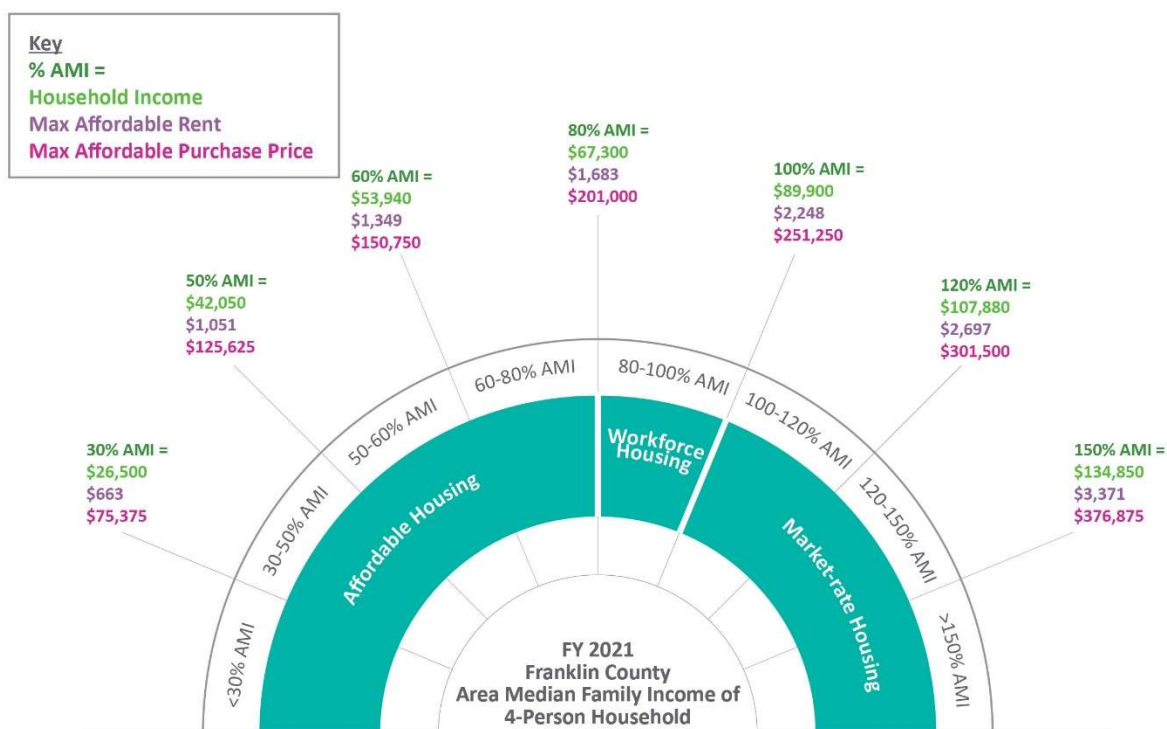 Key
% AMI =
Household Income
Max Affordable Rent
Max Affordable Purchase Price
30% AMI =
$26,500
$663
$75,375
50% AMI =
$42,050
$1,051
$125,625
60% AMI =
$53,940
$1,349
$150,750
80% AMI =
$67,300
$1,683
$201,000
100% AMI =
$89,900
$2,248
$251,250
120% AMI =
$107,880
$2,697
$301,500
150% AMI =
$134,850
$3,371
$376,875
<30% AMI
30-50% AMI
50-60% AMI
60-80% AMI
80-100% AMI
100-120% AMI
120-150% AMI
>150% AMI
Affordable Housing
Workforce
Housing
Market-rate Housing
FY 2021
Franklin County
Area Median Family Income of
4-Person Household